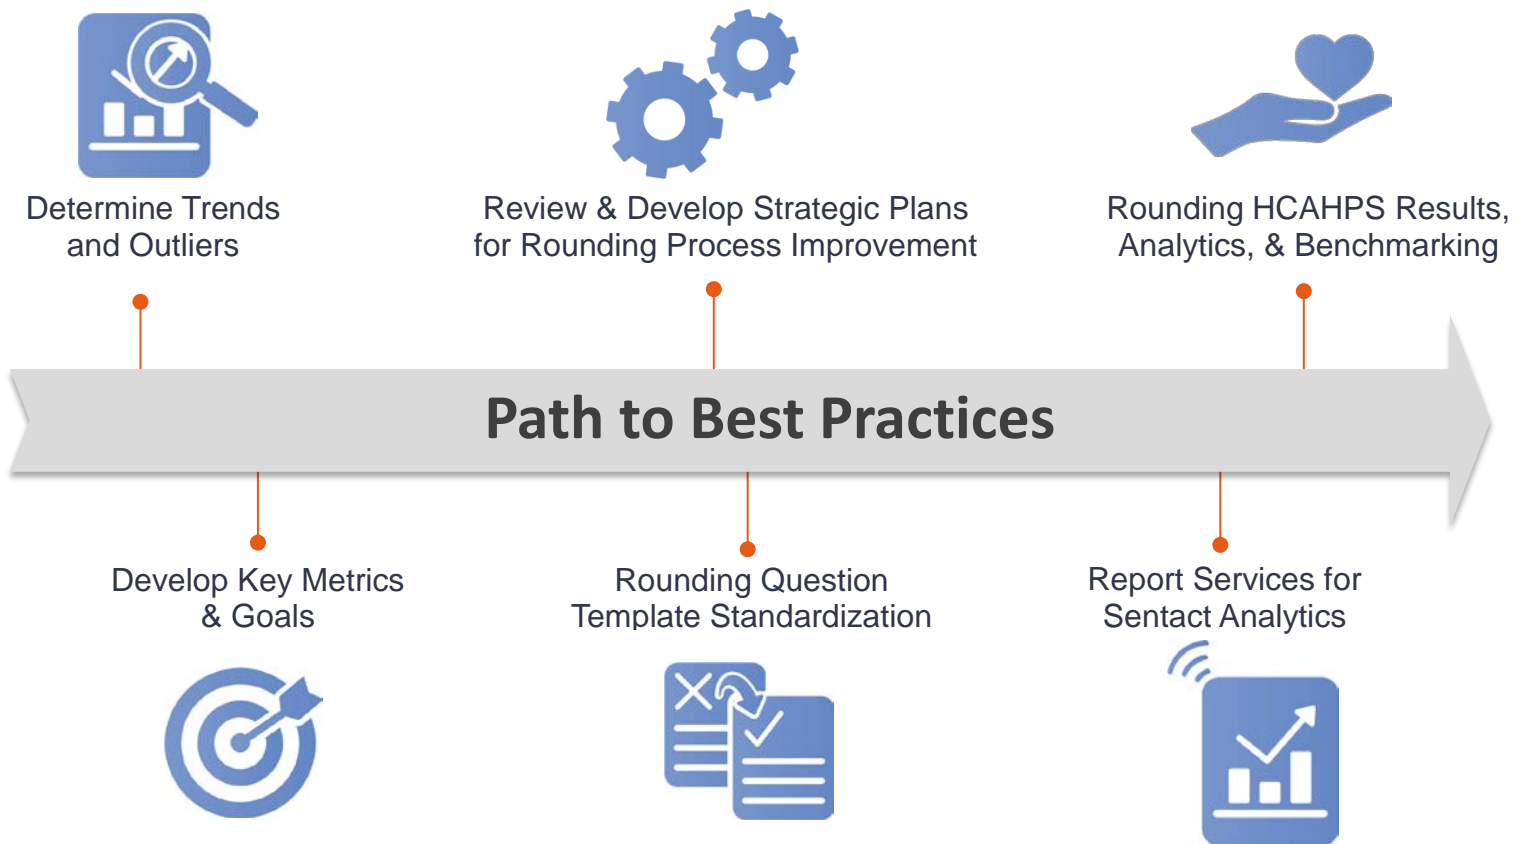 Determine Trends
and Outliers
Review & Develop Strategic Plans
for Rounding Process Improvement
Rounding HCAHPS Results,
Analytics, & Benchmarking
Path to Best Practices
Develop Key Metrics
& Goals
Rounding Question
Template Standardization
Report Services for
Sentact Analytics